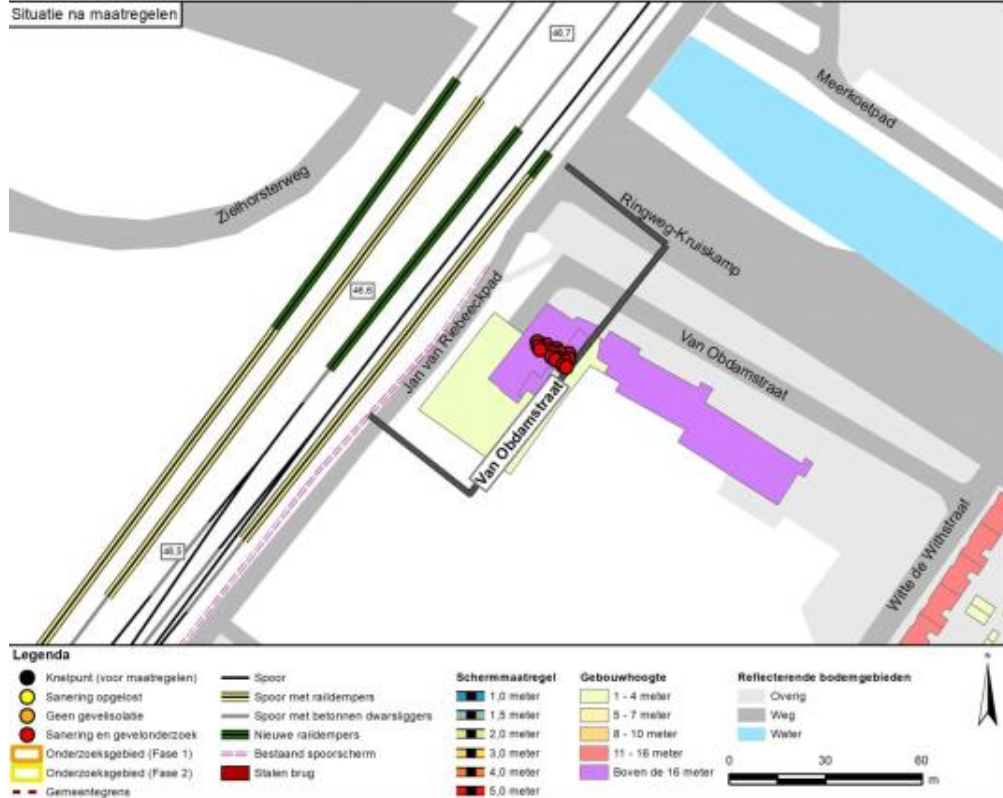 Situatie na maatregelen
46,7
Meerkoetpad
Zielhorsterweg
Ringweg-Kruiskamp
46,6
Jan van Riebeeckpad
Van Obdamstraat
Van Obdamstraat
Witte de Withstraat
46,5
Legenda
Knelpunt (voor maatregelen)
Sanering opgelost
Geen gevelisolatie
Sanering en gevelonderzoek
Onderzoeksgebied (Fase 1)
Onderzoeksgebied (Fase 2)
Gemeentegrens
Spoor
Spoor met raildempers
Spoor met betonnen dwarsliggers
Nieuwe raildempers
Bestaand spoorscherm
Stalen brug
Schermmaatregel
1,0 meter
1,5 meter
2,0 meter
3,0 meter
4,0 meter
5,0 meter
Gebouwhoogte
1 - 4 meter
5 - 7 meter
8 - 10 meter
11 - 16 meter
Boven de 16 meter
Reflecterende bodemgebieden
Overig
Weg
Water
0 30 60
m